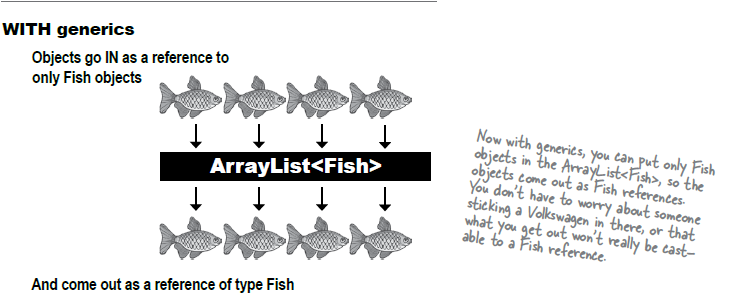 WITH generics
Objects go IN as a reference to
only Fish objects
ArrayList<Fish>
And come out as a reference of type Fish
Now with generics, you can put only Fish
objects in the ArrayList<Fish>, so the
objects come out as Fish references.
You don't have to worry about someone
sticking a Volkswagen in there, or that
what you get out won't really be cast-
able to a Fish reference.